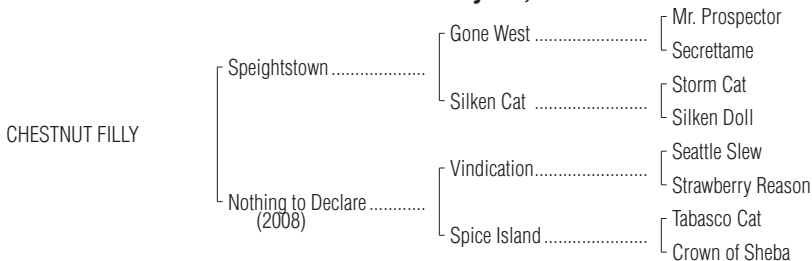 Mr. Prospector
Gone West ........................
Secrettame
Speightstown ....................
Storm Cat
Silken Cat ........................
Silken Doll
CHESTNUT FILLY
Seattle Slew
Vindication........................
Strawberry Reason
Nothing to Declare ............
(2008)
Tabasco Cat
Spice Island ......................
Crown of Sheba